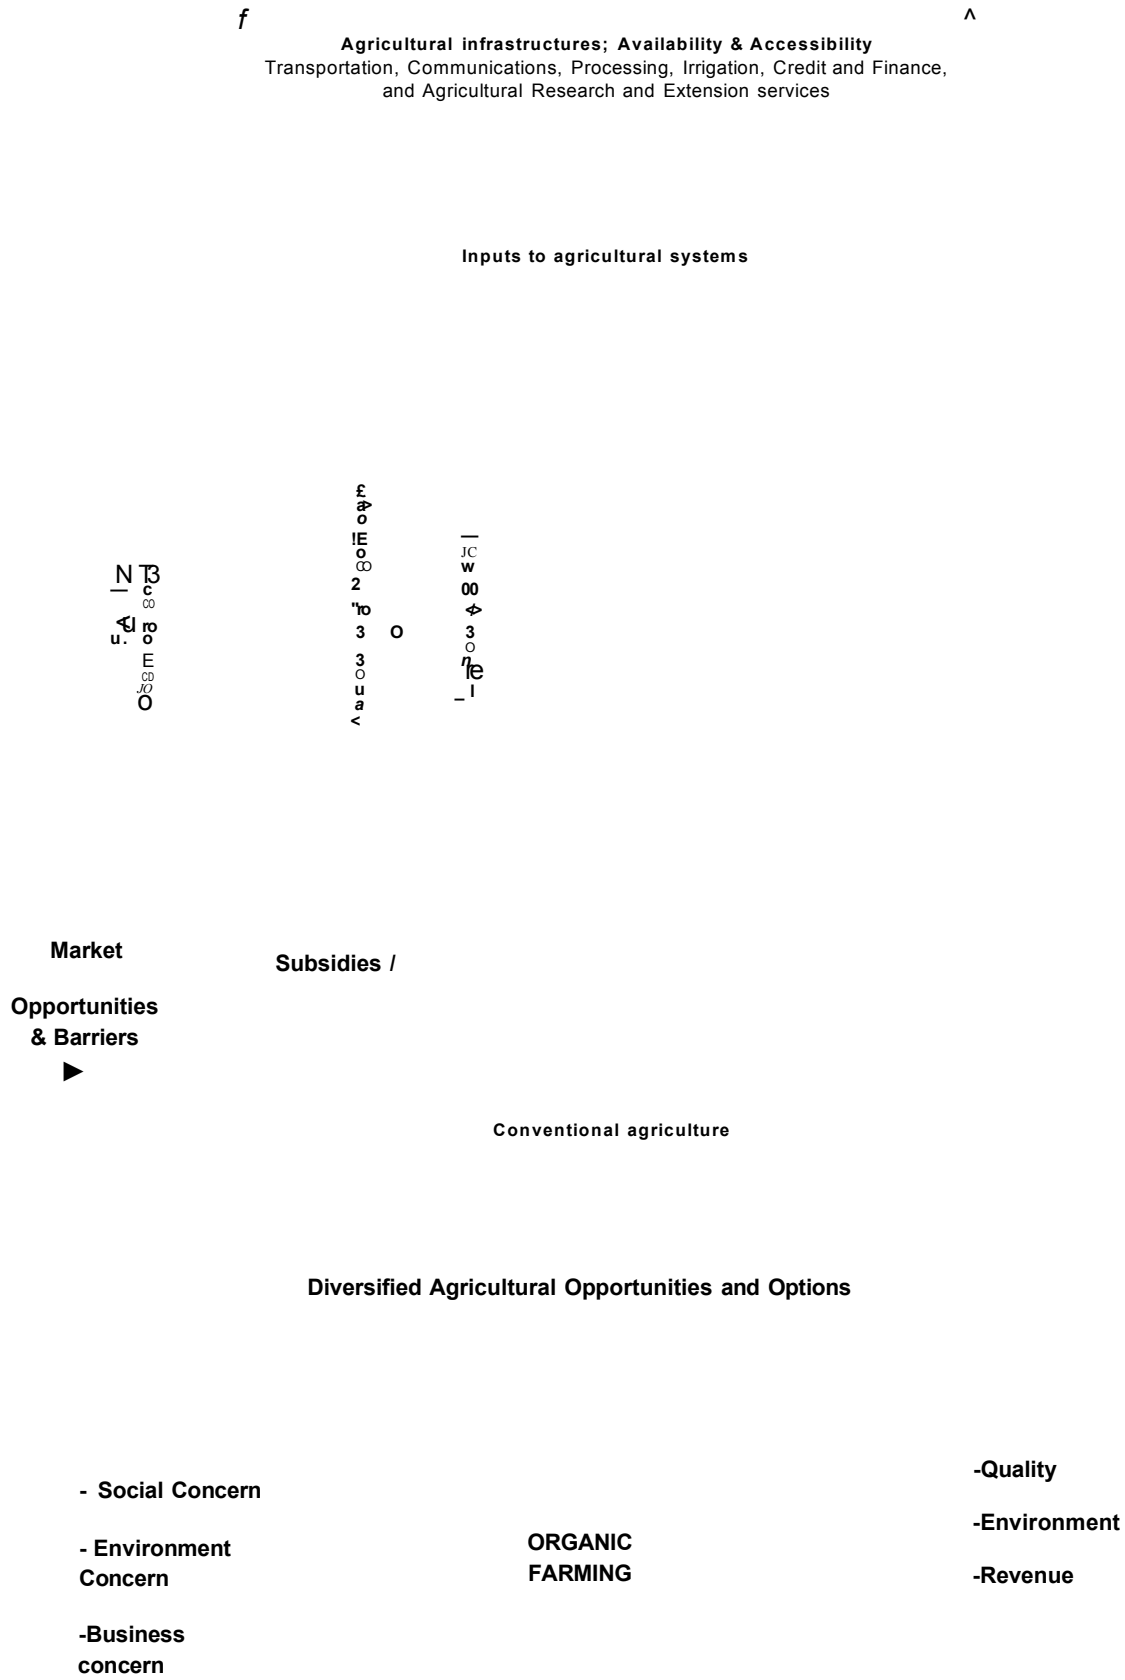 Agricultural infrastructures; Availability & Accessibility
Transportation, Communications, Processing, Irrigation, Credit and Finance,
and Agricultural Research and Extension services
Inputs to agricultural systems
Market
Subsidies /
Opportunities
& Barriers
Conventional agriculture
Diversified Agricultural Opportunities and Options
- Social Concern
- Environment
Concern
-Business
concern
ORGANIC
FARMING
-Quality
-Environment
-Revenue